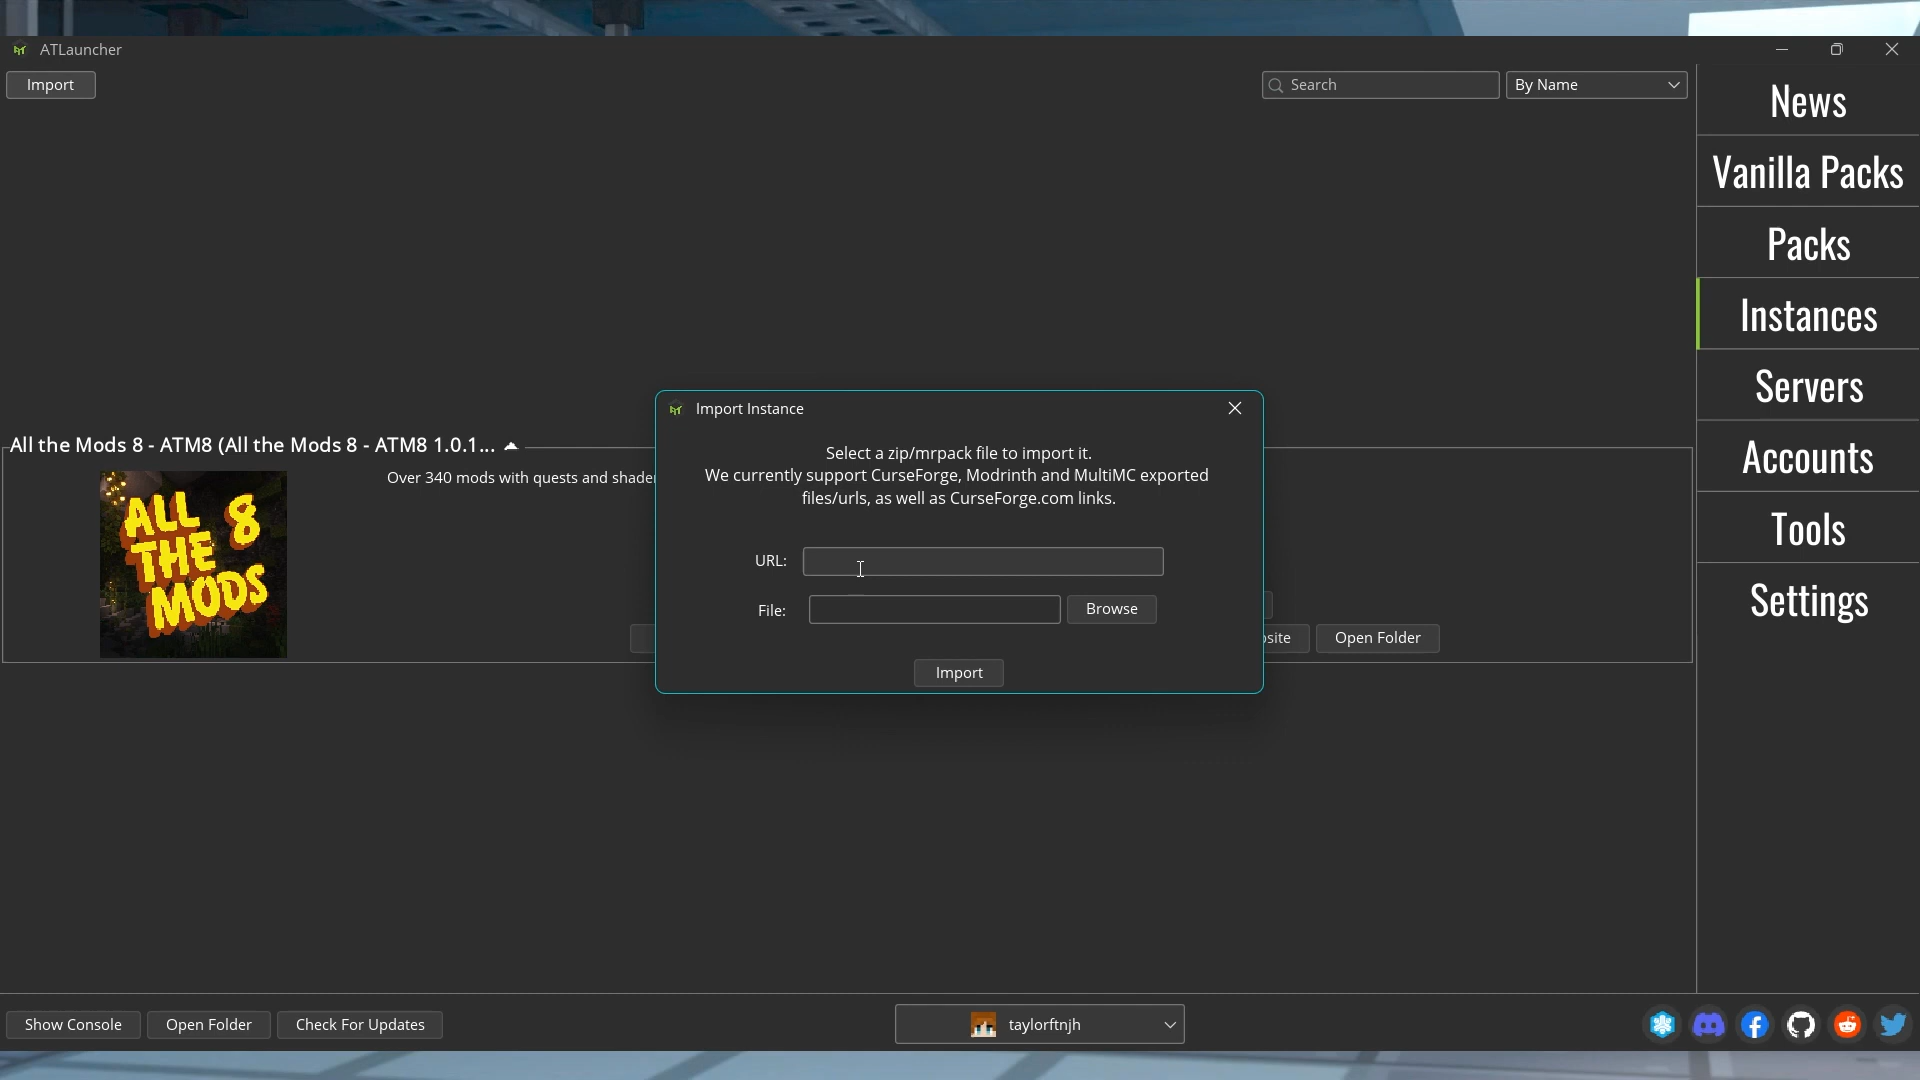 ATLauncher
Import
Search
By Name
News
Vanilla Packs
Packs
Instances
Servers
Accounts
Tools
Settings
Import Instance
Select a zip/mrpack file to import it.
We currently support CurseForge, Modrinth and MultiMC exported
files/urls, as well as CurseForge.com links.
URL:
File:
Browse
Import
All the Mods 8 - ATM8 (All the Mods 8 - ATM8 1.0.1...
ALL
THE 8
MODS
Over 340 mods with quests and shader
Open Folder
Show Console
Open Folder
Check For Updates
taylorftnjh